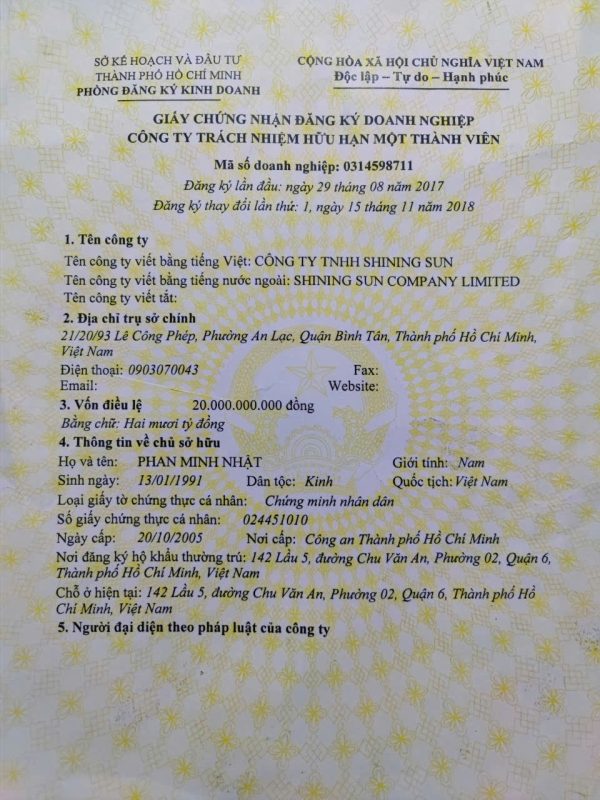 SỞ KẾ HOẠCH VÀ ĐẦU TƯ
THÀNH PHỐ HỒ CHÍ MINH
PHÒNG ĐĂNG KÝ KINH DOANH
CỘNG HÒA XÃ HỘI CHỦ NGHĨA VIỆT NAM
Độc lập – Tự do – Hạnh phúc
GIẤY CHỨNG NHẬN ĐĂNG KÝ DOANH NGHIỆP
CÔNG TY TRÁCH NHIỆM HỮU HẠN MỘT THÀNH VIÊN
Mã số doanh nghiệp: 0314598711
Đăng ký lần đầu: ngày 29 tháng 08 năm 2017
Đăng ký thay đổi lần thứ: 1, ngày 15 tháng 11 năm 2018
1. Tên công ty
Tên công ty viết bằng tiếng Việt: CÔNG TY TNHH SHINING SUN
Tên công ty viết bằng tiếng nước ngoài: SHINING SUN COMPANY LIMITED
Tên công ty viết tắt:
2. Địa chỉ trụ sở chính
21/20/93 Lê Công Phép, Phường An Lạc, Quận Bình Tân, Thành phố Hồ Chí Minh,
Việt Nam
Điện thoại: 0903070043 Fax:
Email: Website:
3. Vốn điều lệ 20.000.000.000 đồng
Bằng chữ: Hai mươi tỷ đồng
4. Thông tin về chủ sở hữu
Họ và tên: PHAN MINH NHẬT Giới tính: Nam
Sinh ngày: 13/01/1991 Dân tộc: Kinh Quốc tịch: Việt Nam
Loại giấy tờ chứng thực cá nhân: Chứng minh nhân dân
Số giấy chứng thực cá nhân: 024451010
Ngày cấp: 20/10/2005 Nơi cấp: Công an Thành phố Hồ Chí Minh
Nơi đăng ký hộ khẩu thường trú: 142 Lầu 5, đường Chu Văn An, Phường 02, Quận 6,
Thành phố Hồ Chí Minh, Việt Nam
Chỗ ở hiện tại: 142 Lầu 5, đường Chu Văn An, Phường 02, Quận 6, Thành phố Hồ
Chí Minh, Việt Nam
5. Người đại diện theo pháp luật của công ty